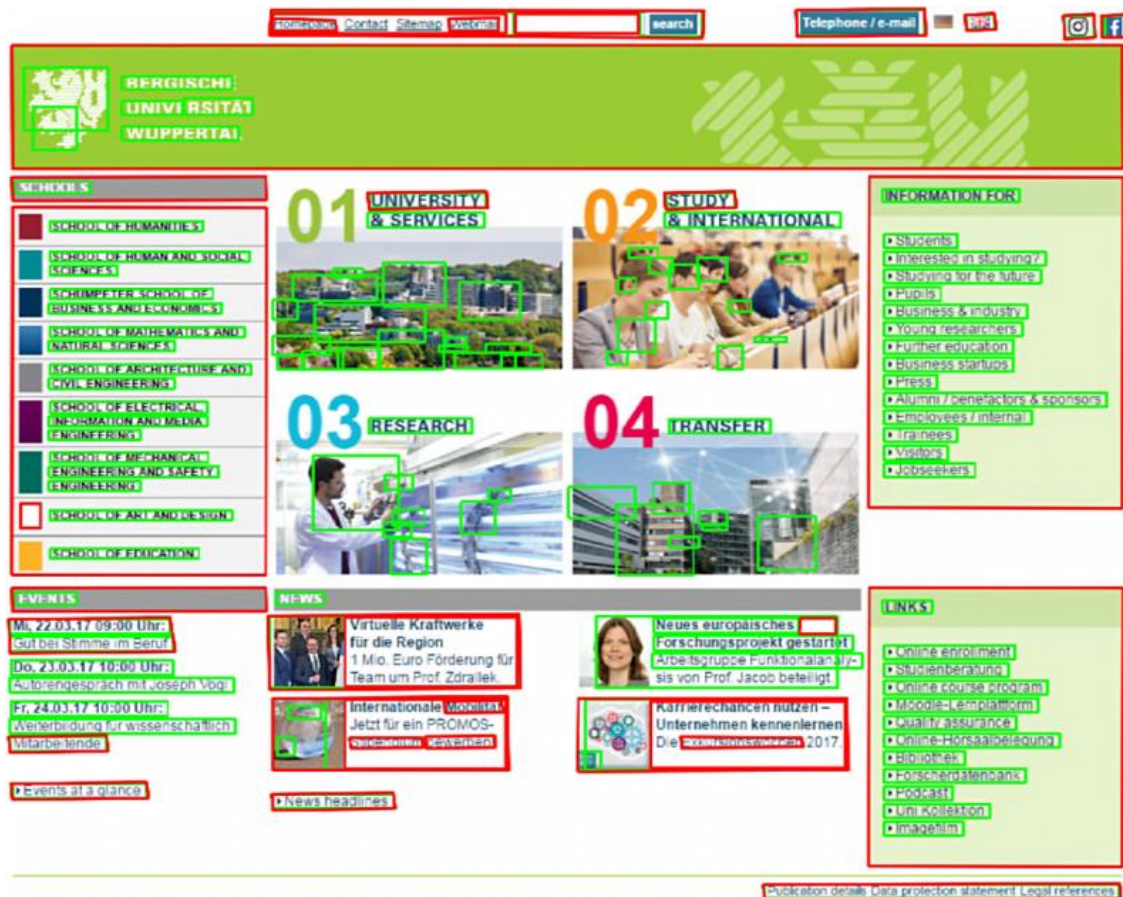 Homepage Contact Sitemap Webmail search Telephone / e-mail
BERGISCHE
UNIVERSITÄT
WUPPERTAL
SCHOOLS
SCHOOL OF HUMANITIES
SCHOOL OF HUMAN AND SOCIAL
SCIENCES
SCHUMPETER SCHOOL OF
BUSINESS AND ECONOMICS
SCHOOL OF MATHEMATICS AND
NATURAL SCIENCES
SCHOOL OF ARCHITECTURE AND
CIVIL ENGINEERING
SCHOOL OF ELECTRICAL,
INFORMATION AND MEDIA
ENGINEERING
SCHOOL OF MECHANICAL
ENGINEERING AND SAFETY
ENGINEERING
SCHOOL OF ART AND DESIGN
SCHOOL OF EDUCATION
01 UNIVERSITY
& SERVICES
02 STUDY
& INTERNATIONAL
03 RESEARCH
04 TRANSFER
INFORMATION FOR
Students
Interested in studying?
Studying for the future
Pupils
Business & industry
Young researchers
Further education
Business startups
Press
Alumni / benefactors & sponsors
Employees / internal
Trainees
Visitors
Jobseekers
EVENTS
Mi, 22.03.17 09:00 Uhr:
Gut bei Stimme im Beruf
Do, 23.03.17 10:00 Uhr:
Autorengespräch mit Joseph Vogl
Fr, 24.03.17 10:00 Uhr:
Weiterbildung für wissenschaftlich
Mitarbeitende
Events at a glance
NEWS
Virtuelle Kraftwerke
für die Region
1 Mio. Euro Förderung für
Team um Prof. Zdrallek.
Neues europäisches
Forschungsprojekt gestartet
Arbeitsgruppe Funktionalanaly-
sis von Prof. Jacob beteiligt.
Internationale Mobilität
Jetzt für ein PROMOS-
Stipendium bewerben.
Karrierechancen nutzen –
Unternehmen kennenlernen
Die Exkursionswochen 2017.
News headlines
LINKS
Online enrollment
Studienberatung
Online course program
Moodle-Lernplattform
Quality assurance
Online-Hörsaalbelegung
Bibliothek
Forscherdatenbank
Podcast
Uni Kollektion
Imagefilm
Publication details Data protection statement Legal references